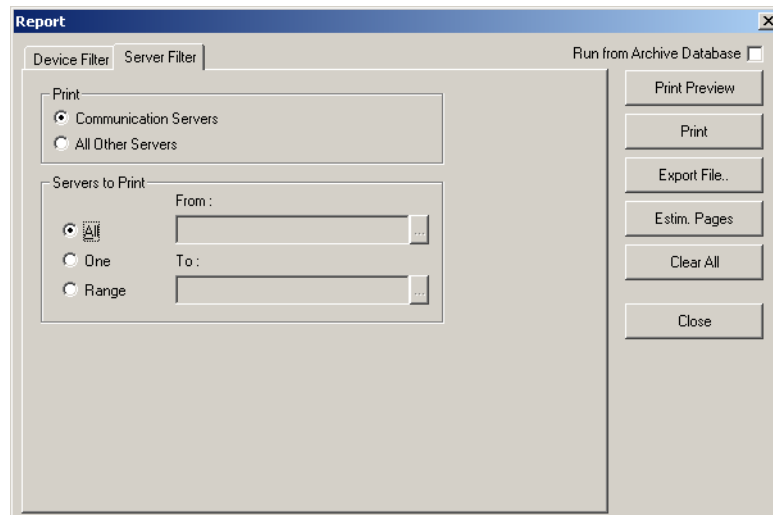 Report
Device Filter
Server Filter
Run from Archive Database
Print
Communication Servers
All Other Servers
Servers to Print
From :
All
...
One
To :
Range
...
Print Preview
Print
Export File..
Estim. Pages
Clear All
Close